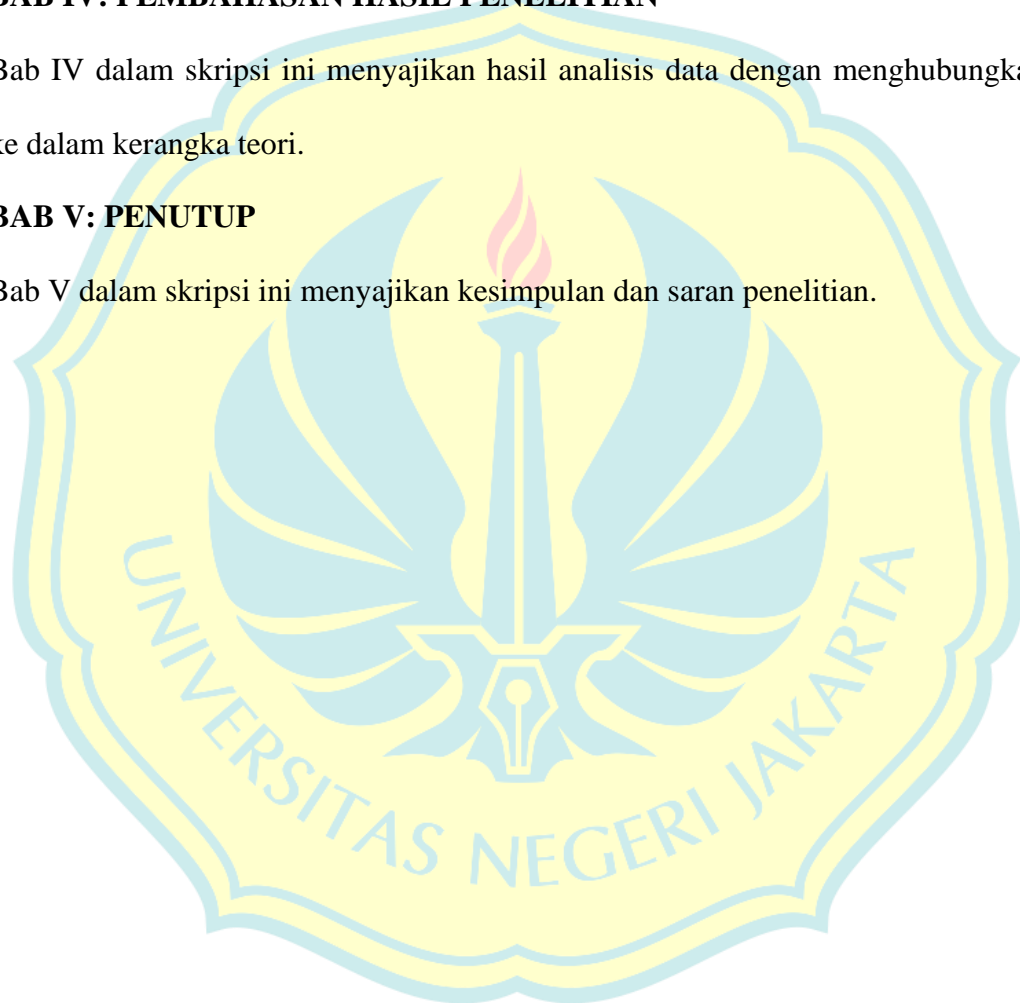 BAB IV: PEMBAHASAN HASIL PENELITIAN
Bab IV dalam skripsi ini menyajikan hasil analisis data dengan menghubungka
ke dalam kerangka teori.
BAB V: PENUTUP
Bab V dalam skripsi ini menyajikan kesimpulan dan saran penelitian.
UNIVERSITAS NEGERI JAKARTA